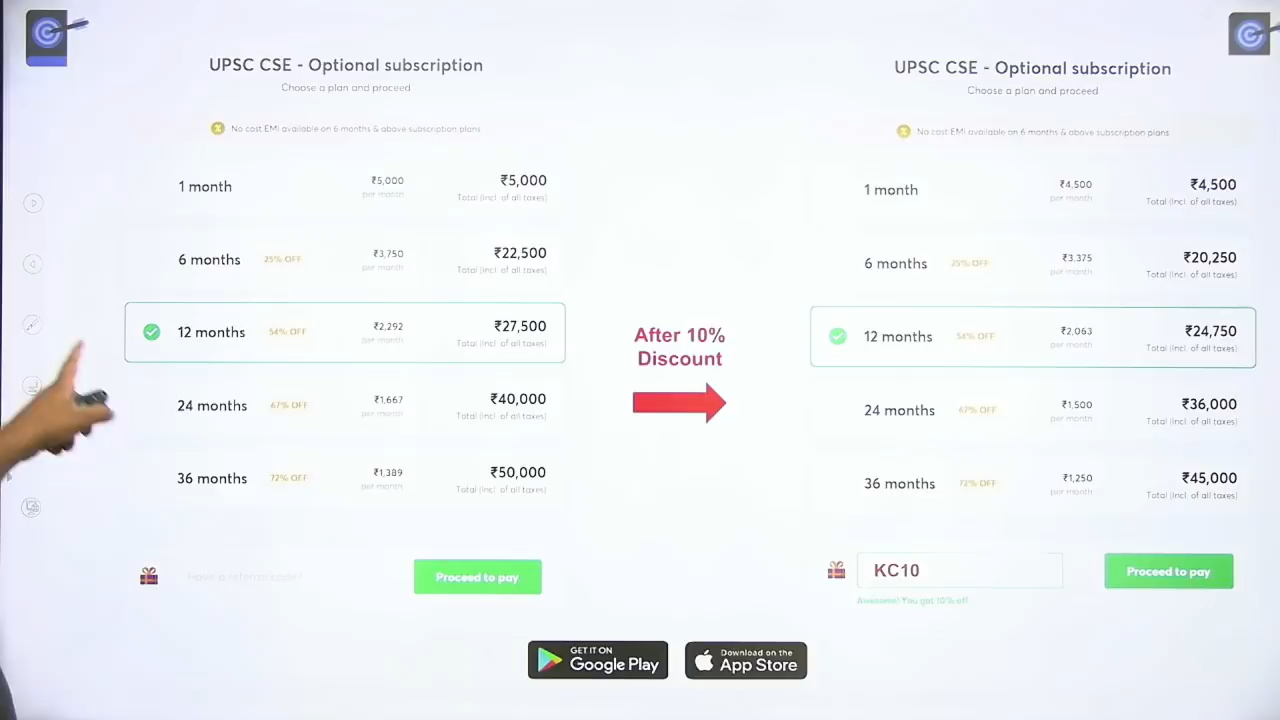 UPSC CSE - Optional subscription
Choose a plan and proceed
No cost EMI available on 6 months & above subscription plans
1 month ₹5,000 per month ₹5,000 Total (Incl. of all taxes)
6 months 25% OFF ₹3,750 per month ₹22,500 Total (Incl. of all taxes)
12 months 54% OFF ₹2,292 per month ₹27,500 Total (Incl. of all taxes)
24 months 67% OFF ₹1,667 per month ₹40,000 Total (Incl. of all taxes)
36 months 72% OFF ₹1,389 per month ₹50,000 Total (Incl. of all taxes)
Have a referral code?
Proceed to pay
After 10%
Discount
UPSC CSE - Optional subscription
Choose a plan and proceed
No cost EMI available on 6 months & above subscription plans
1 month ₹4,500 per month ₹4,500 Total (Incl. of all taxes)
6 months 25% OFF ₹3,375 per month ₹20,250 Total (Incl. of all taxes)
12 months 54% OFF ₹2,063 per month ₹24,750 Total (Incl. of all taxes)
24 months 67% OFF ₹1,500 per month ₹36,000 Total (Incl. of all taxes)
36 months 72% OFF ₹1,250 per month ₹45,000 Total (Incl. of all taxes)
KC10
Proceed to pay
Awesome! You got 10% off
GET IT ON
Google Play
Download on the
App Store